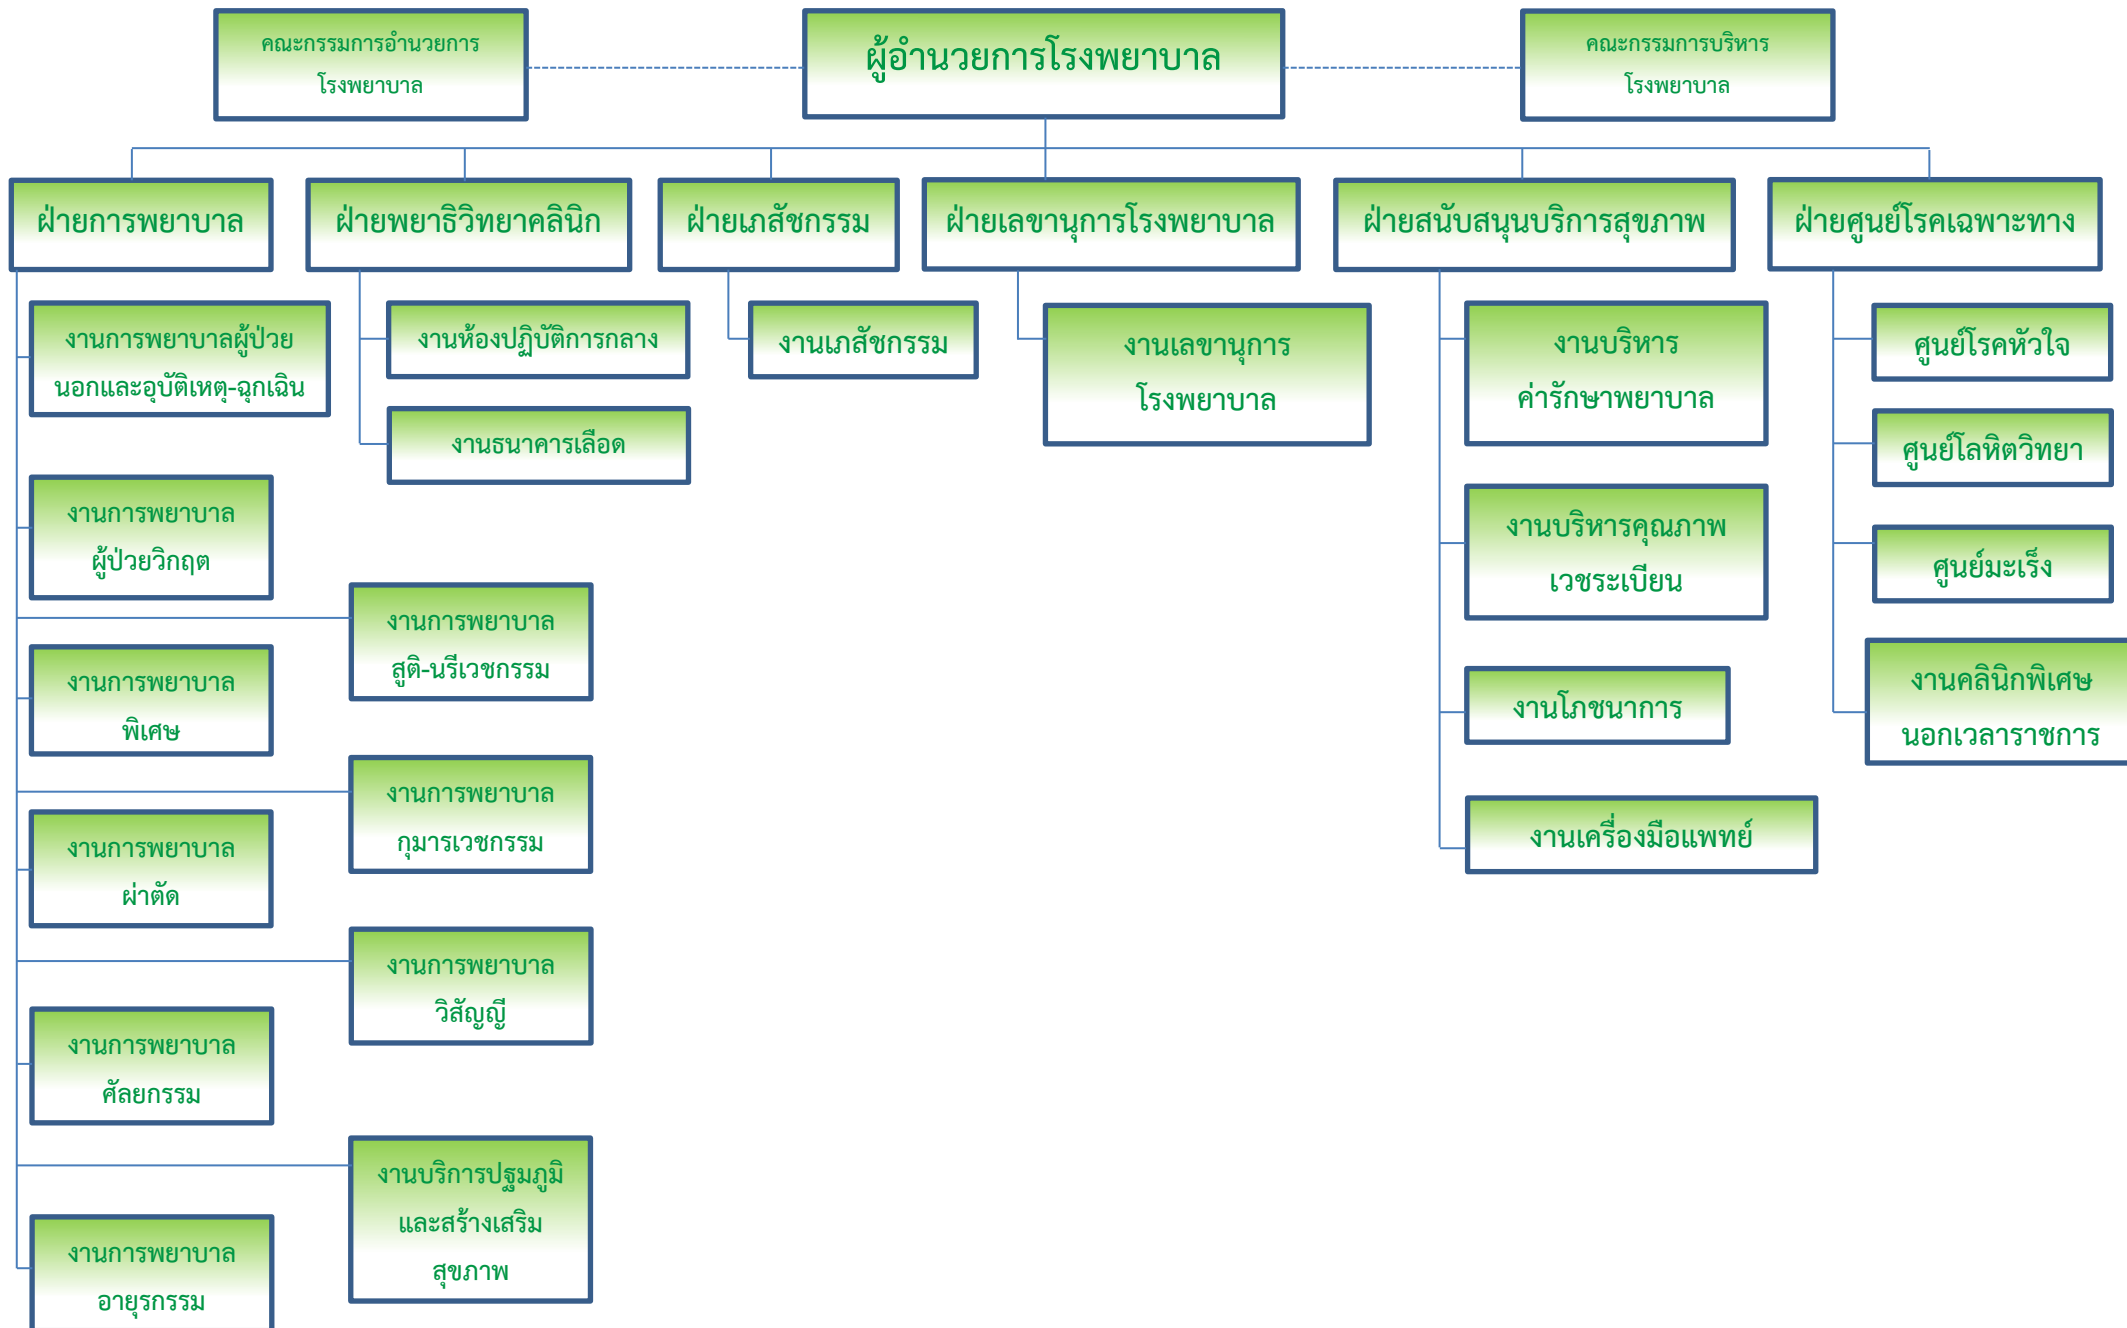 คณะกรรมการอำนวยการ
โรงพยาบาล
ผู้อำนวยการโรงพยาบาล
คณะกรรมการบริหาร
โรงพยาบาล
ฝ่ายการพยาบาล
ฝ่ายพยาธิวิทยาคลินิก
ฝ่ายเภสัชกรรม
ฝ่ายเลขานุการโรงพยาบาล
ฝ่ายสนับสนุนบริการสุขภาพ
ฝ่ายศูนย์โรคเฉพาะทาง
งานการพยาบาลผู้ป่วย
นอกและอุบัติเหตุ-ฉุกเฉิน
งานการพยาบาล
ผู้ป่วยวิกฤต
งานการพยาบาล
สูติ-นรีเวชกรรม
งานการพยาบาล
พิเศษ
งานการพยาบาล
กุมารเวชกรรม
งานการพยาบาล
ผ่าตัด
งานการพยาบาล
วิสัญญี
งานการพยาบาล
ศัลยกรรม
งานบริการปฐมภูมิ
และสร้างเสริม
สุขภาพ
งานการพยาบาล
อายุรกรรม
งานห้องปฏิบัติการกลาง
งานธนาคารเลือด
งานเภสัชกรรม
งานเลขานุการ
โรงพยาบาล
งานบริหาร
ค่ารักษาพยาบาล
งานบริหารคุณภาพ
เวชระเบียน
งานโภชนาการ
งานเครื่องมือแพทย์
ศูนย์โรคหัวใจ
ศูนย์โลหิตวิทยา
ศูนย์มะเร็ง
งานคลินิกพิเศษ
นอกเวลาราชการ